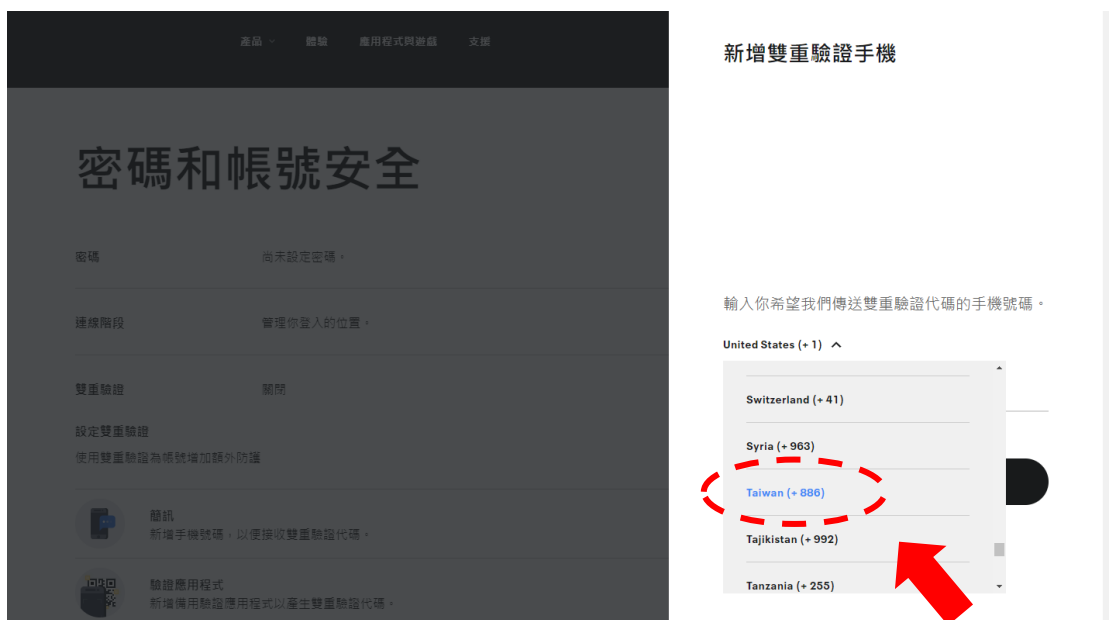 產品 體驗 應用程式與遊戲 支援
密碼和帳號安全
密碼 尚未設定密碼。
連線階段 管理你登入的位置。
雙重驗證 關閉
設定雙重驗證
使用雙重驗證為帳號增加額外防護
簡訊
新增手機號碼，以便接收雙重驗證代碼。
驗證應用程式
新增備用驗證應用程式以產生雙重驗證代碼。
新增雙重驗證手機
輸入你希望我們傳送雙重驗證代碼的手機號碼。
United States (+ 1)
Switzerland (+ 41)
Syria (+ 963)
Taiwan (+ 886)
Tajikistan (+ 992)
Tanzania (+ 255)